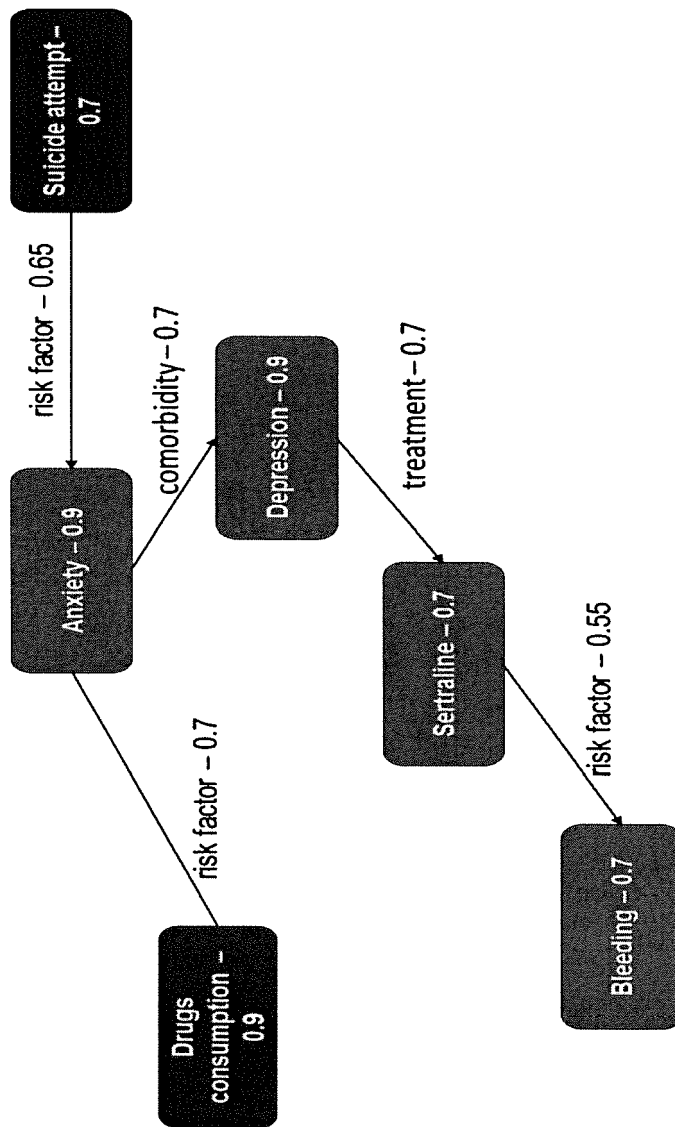 Suicide attempt –
0.7
risk factor – 0.65
Anxiety – 0.9
comorbidity – 0.7
Depression – 0.9
risk factor – 0.7
treatment – 0.7
Drugs
consumption –
0.9
Sertraline – 0.7
risk factor – 0.55
Bleeding – 0.7